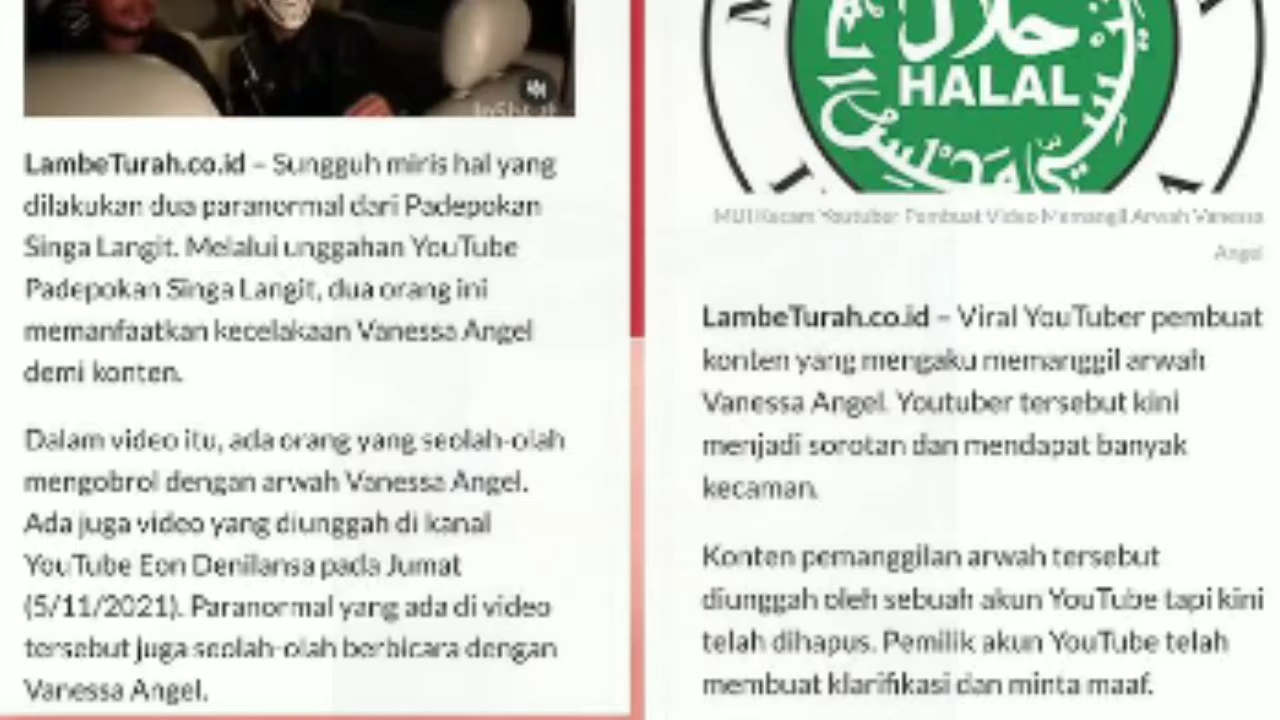 LambeTurah.co.id – Sungguh miris hal yang
dilakukan dua paranormal dari Padepokan
Singa Langit. Melalui unggahan YouTube
Padepokan Singa Langit, dua orang ini
memanfaatkan kecelakaan Vanessa Angel
demi konten.
Dalam video itu, ada orang yang seolah-olah
mengobrol dengan arwah Vanessa Angel.
Ada juga video yang diunggah di kanal
YouTube Eon Denilansa pada Jumat
(5/11/2021). Paranormal yang ada di video
tersebut juga seolah-olah berbicara dengan
Vanessa Angel.
حلال
HALAL
MUI Kecam Youtuber Pembuat Video Memangil Arwah Vanessa
Angel
LambeTurah.co.id – Viral YouTuber pembuat
konten yang mengaku memanggil arwah
Vanessa Angel. Youtuber tersebut kini
menjadi sorotan dan mendapat banyak
kecaman.
Konten pemanggilan arwah tersebut
diunggah oleh sebuah akun YouTube tapi kini
telah dihapus. Pemilik akun YouTube telah
membuat klarifikasi dan minta maaf.